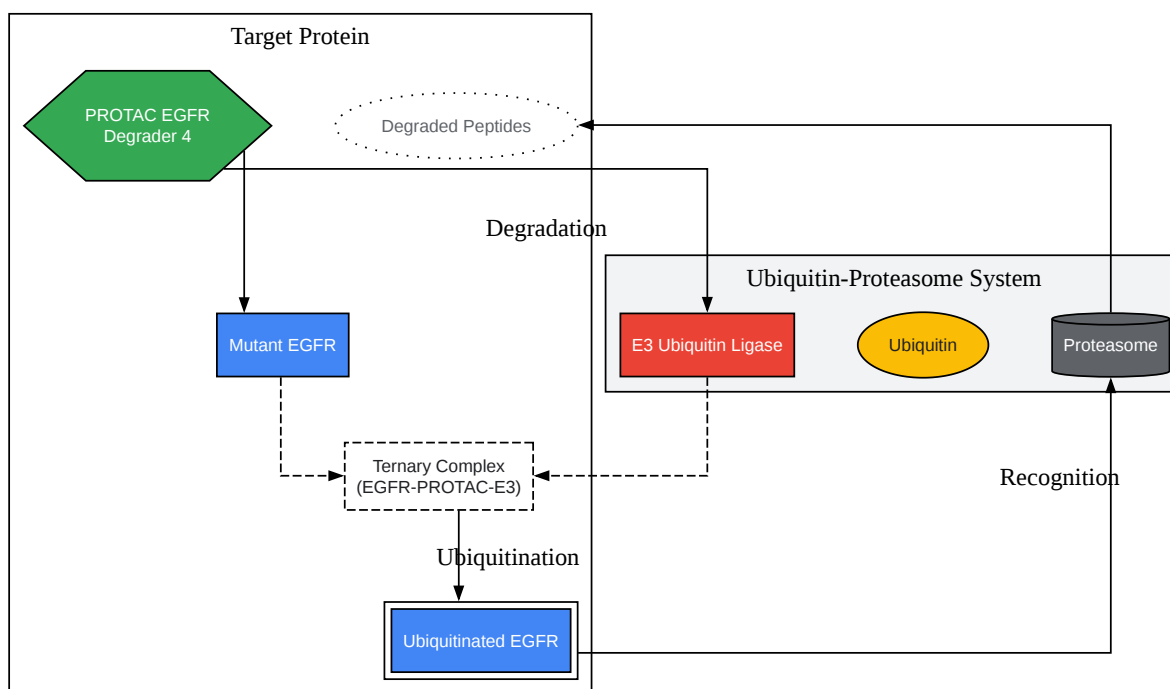 Target Protein
PROTAC EGFR
Degrader 4
Degraded Peptides
Degradation
Ubiquitin-Proteasome System
Mutant EGFR
E3 Ubiquitin Ligase
Ubiquitin
Proteasome
Ternary Complex
(EGFR-PROTAC-E3)
Recognition
Ubiquitination
Ubiquitinated EGFR